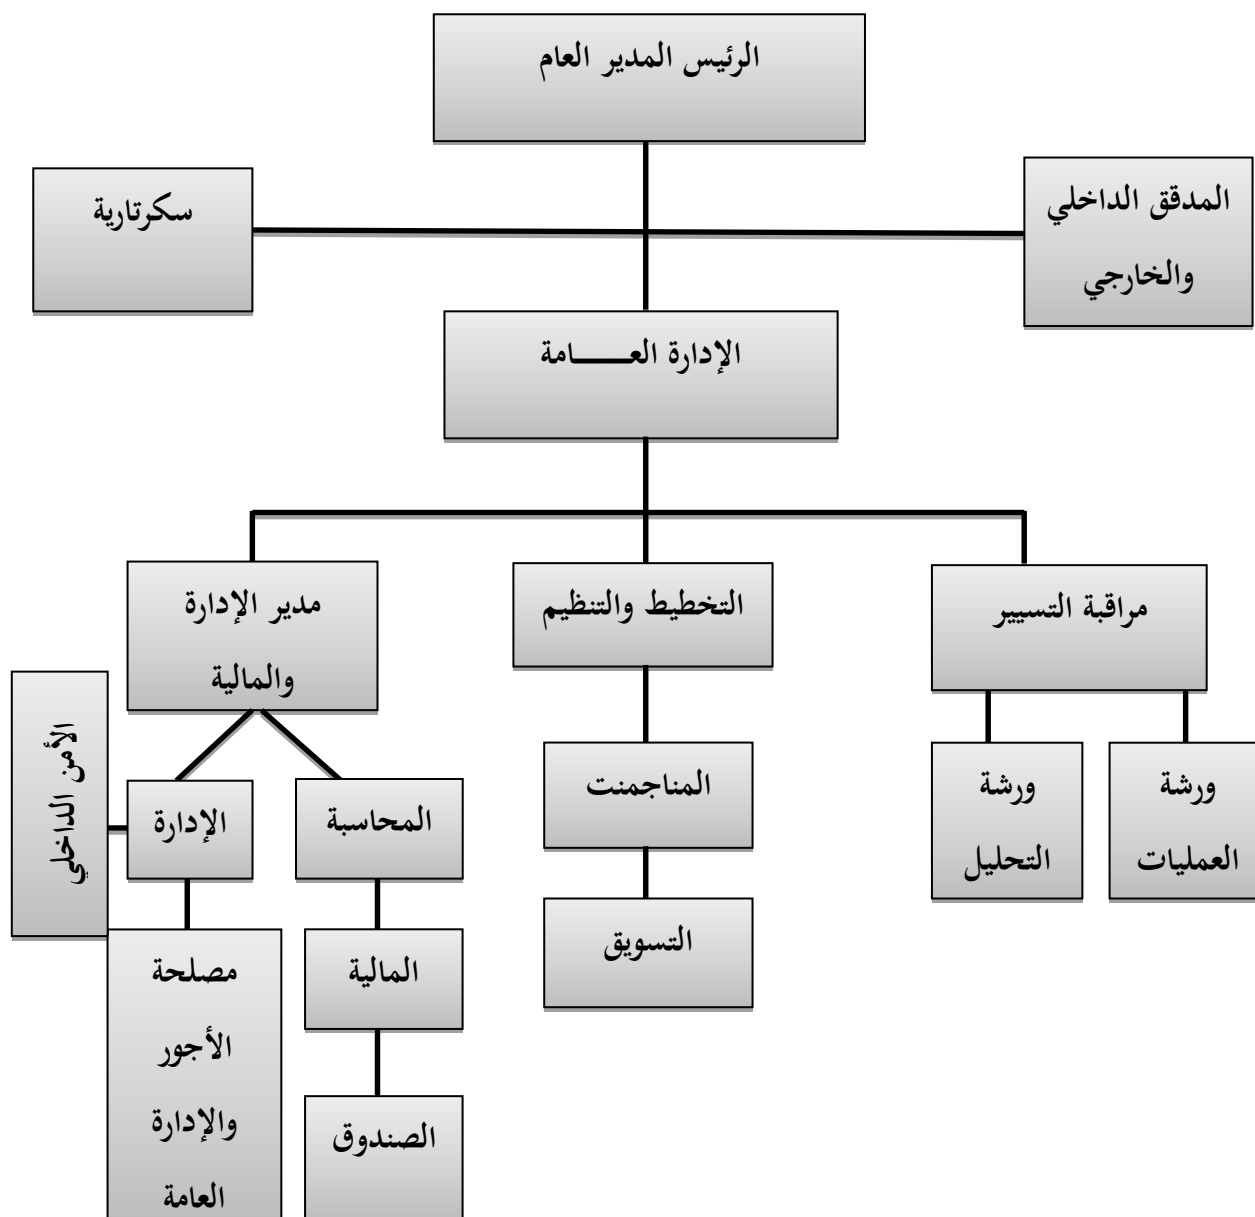 الرئيس المدير العام
المدقق الداخلي
والخارجي
سكرتارية
الإدارة العـــــامة
مراقبة التسيير
التخطيط والتنظيم
مدير الإدارة
والمالية
ورشة
العمليات
ورشة
التحليل
المناجمنت
التسويق
المحاسبة
الإدارة
الأمن الداخلي
المالية
الصندوق
مصلحة
الأجور
والإدارة
العامة